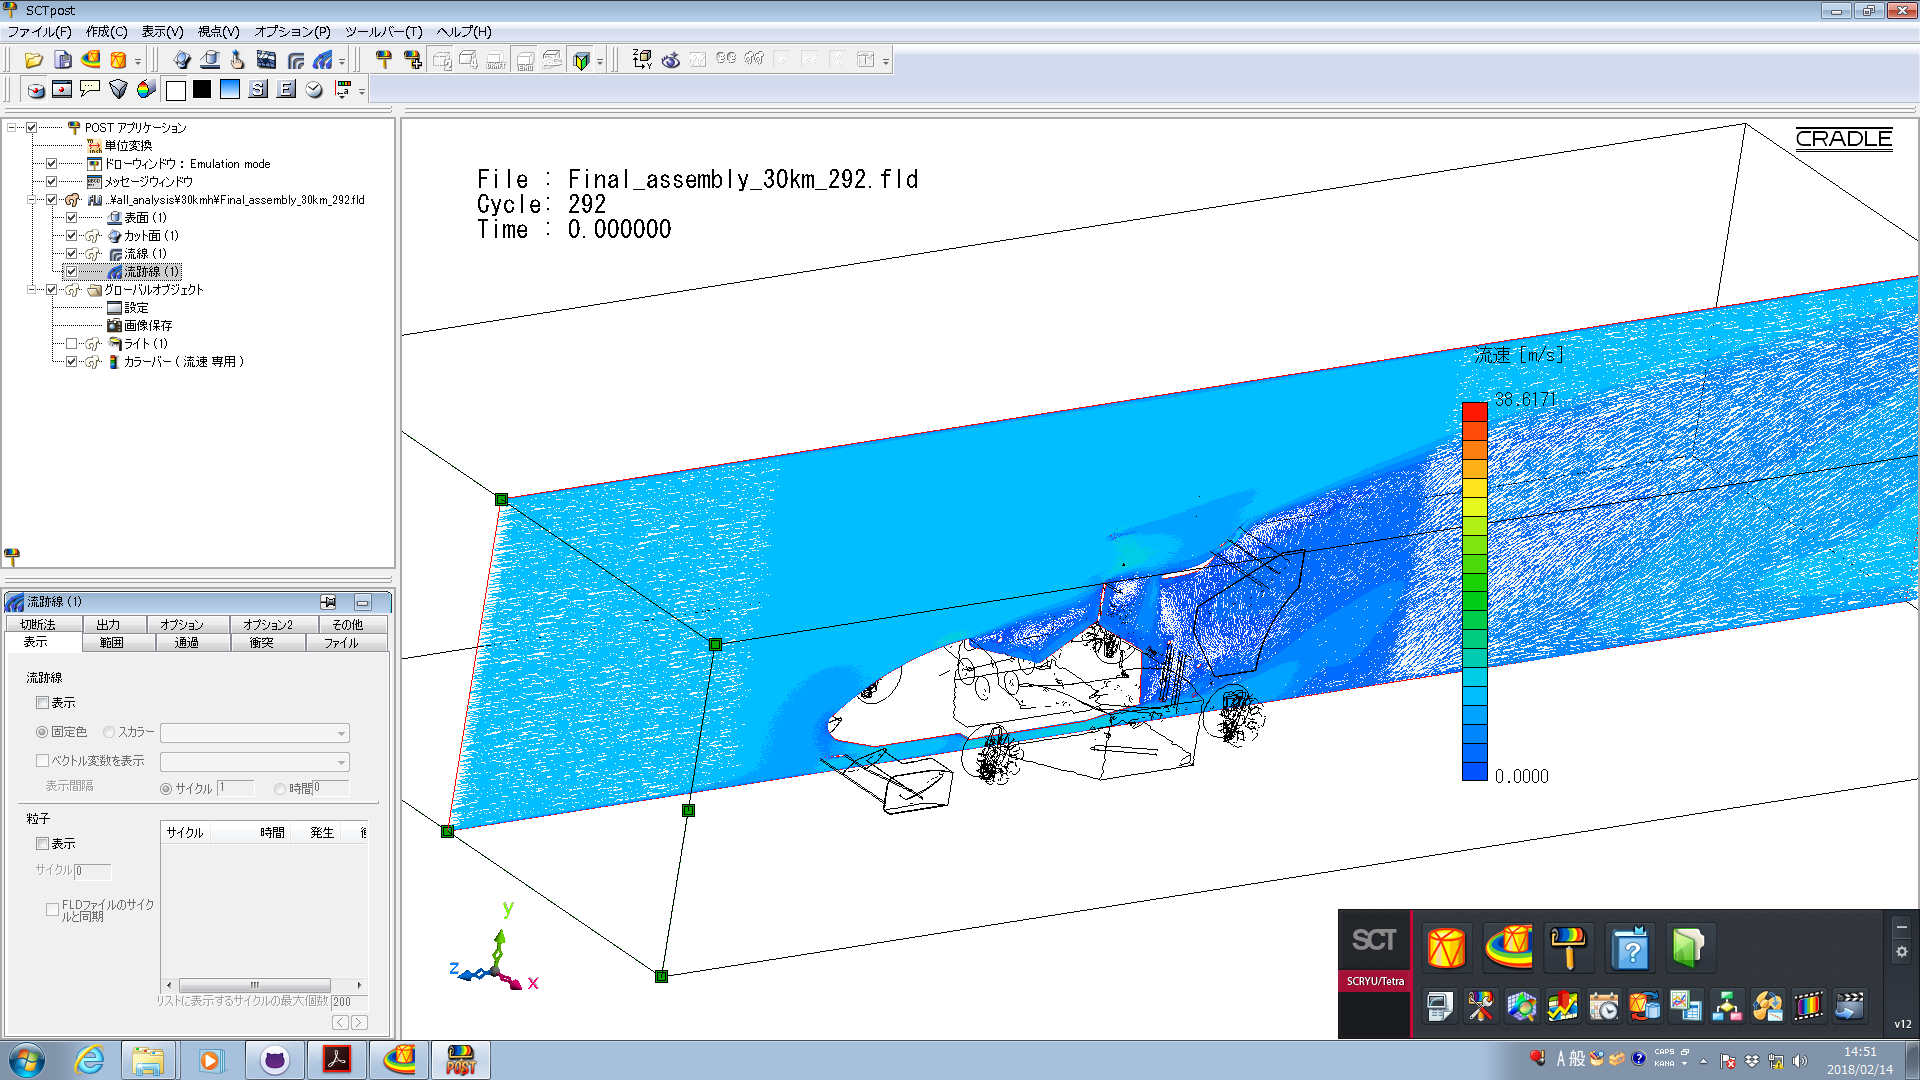 SCTpost
ファイル(F) 作成(C) 表示(V) 視点(V) オプション(P) ツールバー(T) ヘルプ(H)
POST アプリケーション
単位変換
ドローウィンドウ : Emulation mode
メッセージウィンドウ
..¥all_analysis¥30kmh¥Final_assembly_30km_292.fld
表面 (1)
カット面 (1)
流線 (1)
流跡線 (1)
グローバルオブジェクト
設定
画像保存
ライト (1)
カラーバー ( 流速 専用 )
流跡線 (1)
切断法 出力 オプション オプション2 その他
表示 範囲 通過 衝突 ファイル
流跡線
表示
固定色 スカラー
ベクトル変数を表示
表示間隔 サイクル 1 時間 0
粒子
表示
サイクル 0
FLDファイルのサイク
ルと同期
サイクル 時間 発生
リストに表示するサイクルの最大個数 200
File : Final_assembly_30km_292.fld
Cycle: 292
Time : 0.000000
CRADLE
流速 [m/s]
38.6171
0.0000
y
z
x
SCT
SCRYU/Tetra
v12
POST
A 般
CAPS
KANA
14:51
2018/02/14